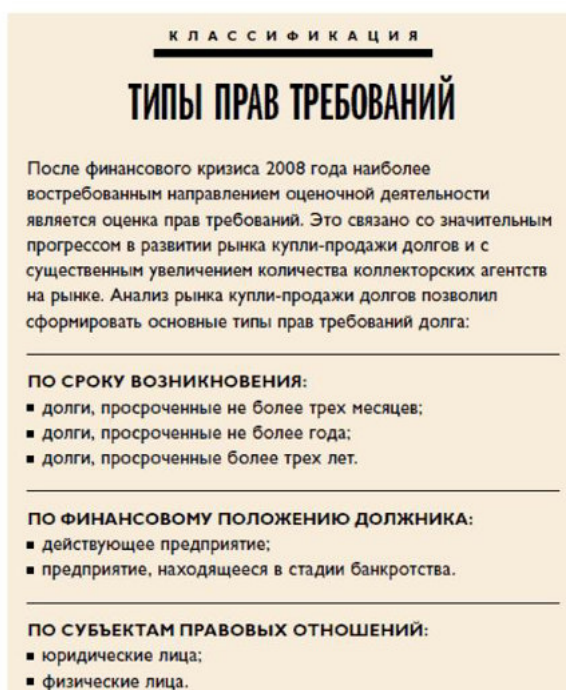 КЛАССИФИКАЦИЯ
ТИПЫ ПРАВ ТРЕБОВАНИЙ
После финансового кризиса 2008 года наиболее
востребованным направлением оценочной деятельности
является оценка прав требований. Это связано со значительным
прогрессом в развитии рынка купли-продажи долгов и с
существенным увеличением количества коллекторских агентств
на рынке. Анализ рынка купли-продажи долгов позволил
сформировать основные типы прав требований долга:
ПО СРОКУ ВОЗНИКНОВЕНИЯ:
▪ долги, просроченные не более трех месяцев;
▪ долги, просроченные не более года;
▪ долги, просроченные более трех лет.
ПО ФИНАНСОВОМУ ПОЛОЖЕНИЮ ДОЛЖНИКА:
▪ действующее предприятие;
▪ предприятие, находящееся в стадии банкротства.
ПО СУБЪЕКТАМ ПРАВОВЫХ ОТНОШЕНИЙ:
▪ юридические лица;
▪ физические лица.